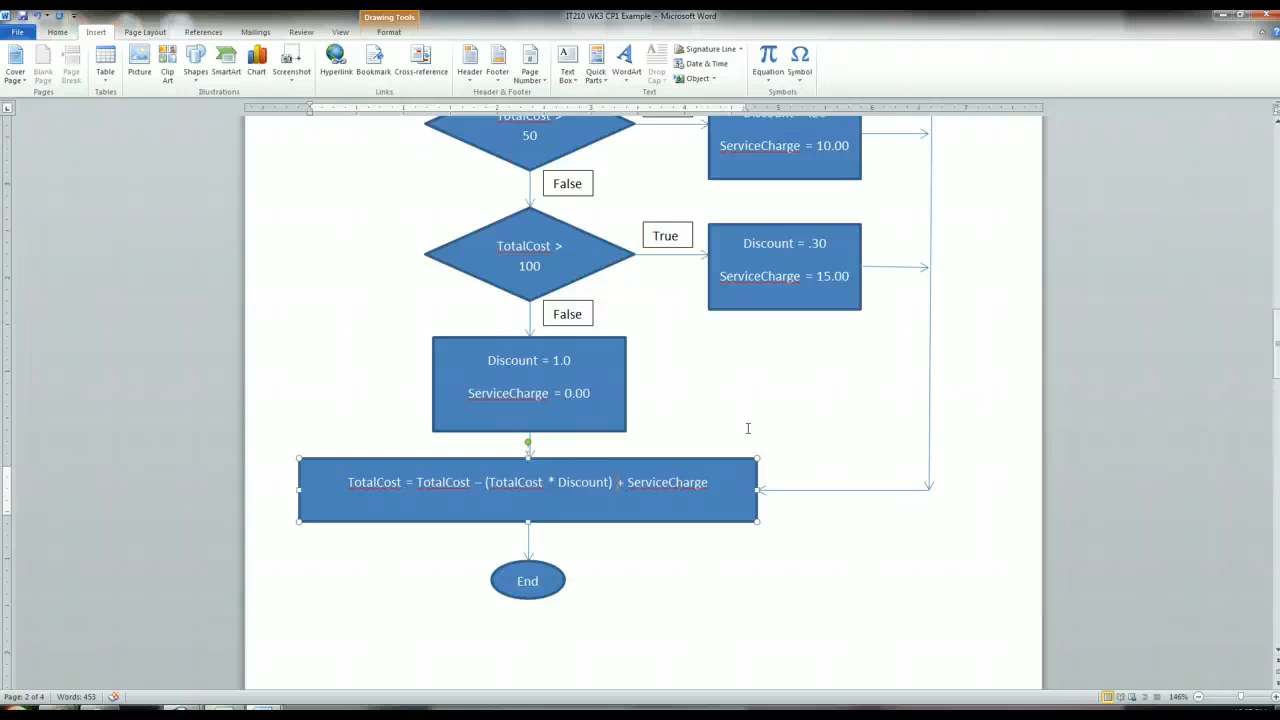 IT210 WK3 CP1 Example - Microsoft Word
Drawing Tools
File Home Insert Page Layout References Mailings Review View Format
Cover Page
Blank Page
Page Break
Pages
Table
Tables
Picture
Clip Art
Shapes
SmartArt
Chart
Screenshot
Illustrations
Hyperlink
Bookmark
Cross-reference
Links
Header
Footer
Page Number
Header & Footer
Text Box
Quick Parts
WordArt
Drop Cap
Signature Line
Date & Time
Object
Text
Equation
Symbol
Symbols
TotalCost >
50
ServiceCharge = 10.00
False
TotalCost >
100
True
Discount = .30
ServiceCharge = 15.00
False
Discount = 1.0
ServiceCharge = 0.00
TotalCost = TotalCost – (TotalCost * Discount) + ServiceCharge
End
Page: 2 of 4 Words: 453
146%